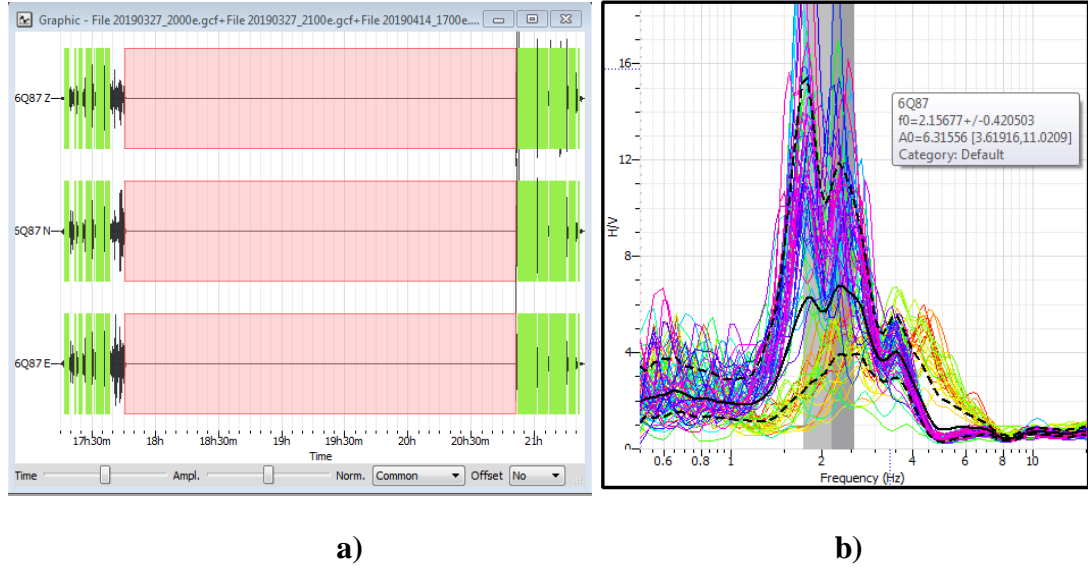 Graphic - File 20190327_2000e.gcf+File 20190327_2100e.gcf+File 20190414_1700e....
6Q87 Z
6Q87 N
6Q87 E
17h30m 18h 18h30m 19h 19h30m 20h 20h30m 21h
Time
Time Ampl. Norm. Common Offset No
a)
16
12
8
4
0
H/V
6Q87
f0=2.15677+/-0.420503
A0=6.31556 [3.61916,11.0209]
Category: Default
0.6 0.8 1 2 4 6 8 10
Frequency (Hz)
b)